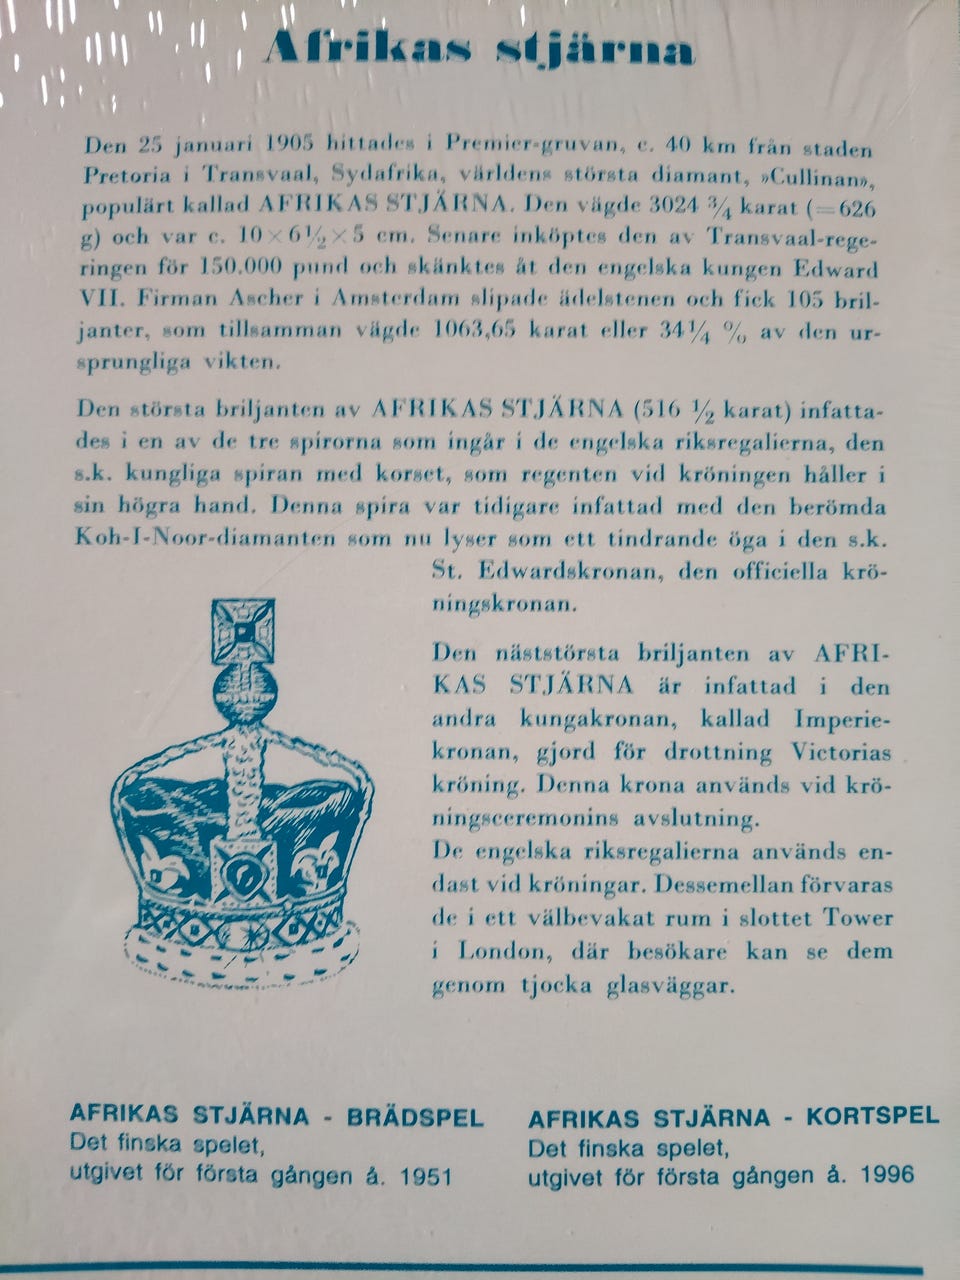 Afrikas stjärna
Den 25 januari 1905 hittades i Premier-gruvan, c. 40 km från staden
Pretoria i Transvaal, Sydafrika, världens största diamant, »Cullinan»,
populärt kallad AFRIKAS STJÄRNA. Den vägde 3024 ¾ karat (=626
g) och var c. 10×6½×5 cm. Senare inköptes den av Transvaal-rege-
ringen för 150.000 pund och skänktes åt den engelska kungen Edward
VII. Firman Ascher i Amsterdam slipade ädelstenen och fick 105 bril-
janter, som tillsamman vägde 1063,65 karat eller 34¼ % av den ur-
sprungliga vikten.
Den största briljanten av AFRIKAS STJÄRNA (516 ½ karat) infatta-
des i en av de tre spirorna som ingår i de engelska riksregalierna, den
s.k. kungliga spiran med korset, som regenten vid kröningen håller i
sin högra hand. Denna spira var tidigare infattad med den berömda
Koh-I-Noor-diamanten som nu lyser som ett tindrande öga i den s.k.
St. Edwardskronan, den officiella krö-
ningskronan.
Den näststörsta briljanten av AFRI-
KAS STJÄRNA är infattad i den
andra kungakronan, kallad Imperie-
kronan, gjord för drottning Victorias
kröning. Denna krona används vid krö-
ningsceremonins avslutning.
De engelska riksregalierna används en-
dast vid kröningar. Dessemellan förvaras
de i ett välbevakat rum i slottet Tower
i London, där besökare kan se dem
genom tjocka glasväggar.
AFRIKAS STJÄRNA - BRÄDSPEL
Det finska spelet,
utgivet för första gången å. 1951
AFRIKAS STJÄRNA - KORTSPEL
Det finska spelet,
utgivet för första gången å. 1996